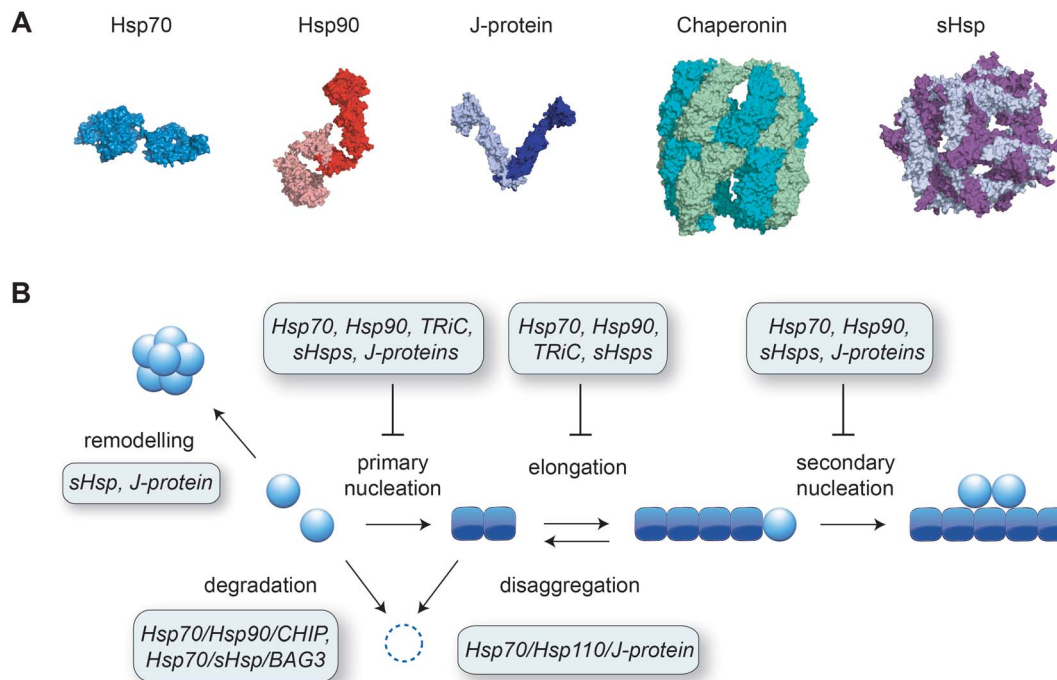 A
Hsp70
Hsp90
J-protein
Chaperonin
sHsp
B
Hsp70, Hsp90, TRiC,
sHsps, J-proteins
Hsp70, Hsp90,
TRiC, sHsps
Hsp70, Hsp90,
sHsps, J-proteins
remodelling
sHsp, J-protein
primary
nucleation
elongation
secondary
nucleation
degradation
Hsp70/Hsp90/CHIP,
Hsp70/sHsp/BAG3
disaggregation
Hsp70/Hsp110/J-protein